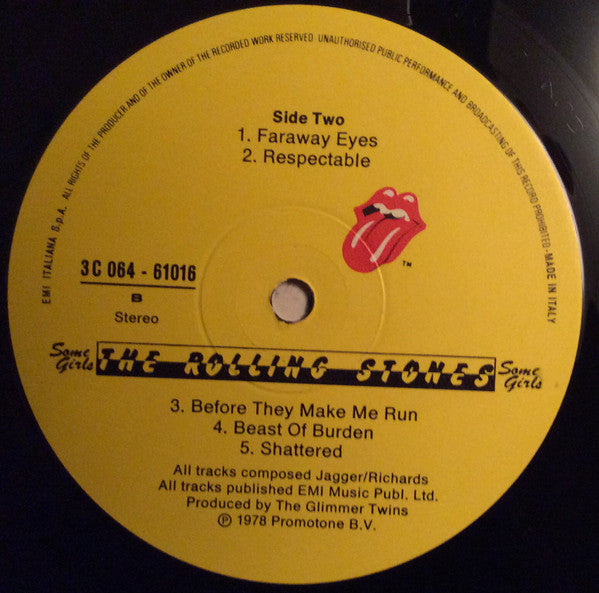 EMI ITALIANA S.p.A. ALL RIGHTS OF THE PRODUCER AND OF THE OWNER OF THE RECORDED WORK RESERVED UNAUTHORISED PUBLIC PERFORMANCE AND BROADCASTING OF THIS RECORD PROHIBITED - MADE IN ITALY
Side Two
1. Faraway Eyes
2. Respectable
TM
3C 064 - 61016
B
Stereo
Some Girls THE ROLLING STONES Some Girls
3. Before They Make Me Run
4. Beast Of Burden
5. Shattered
All tracks composed Jagger/Richards
All tracks published EMI Music Publ. Ltd.
Produced by The Glimmer Twins
℗ 1978 Promotone B.V.